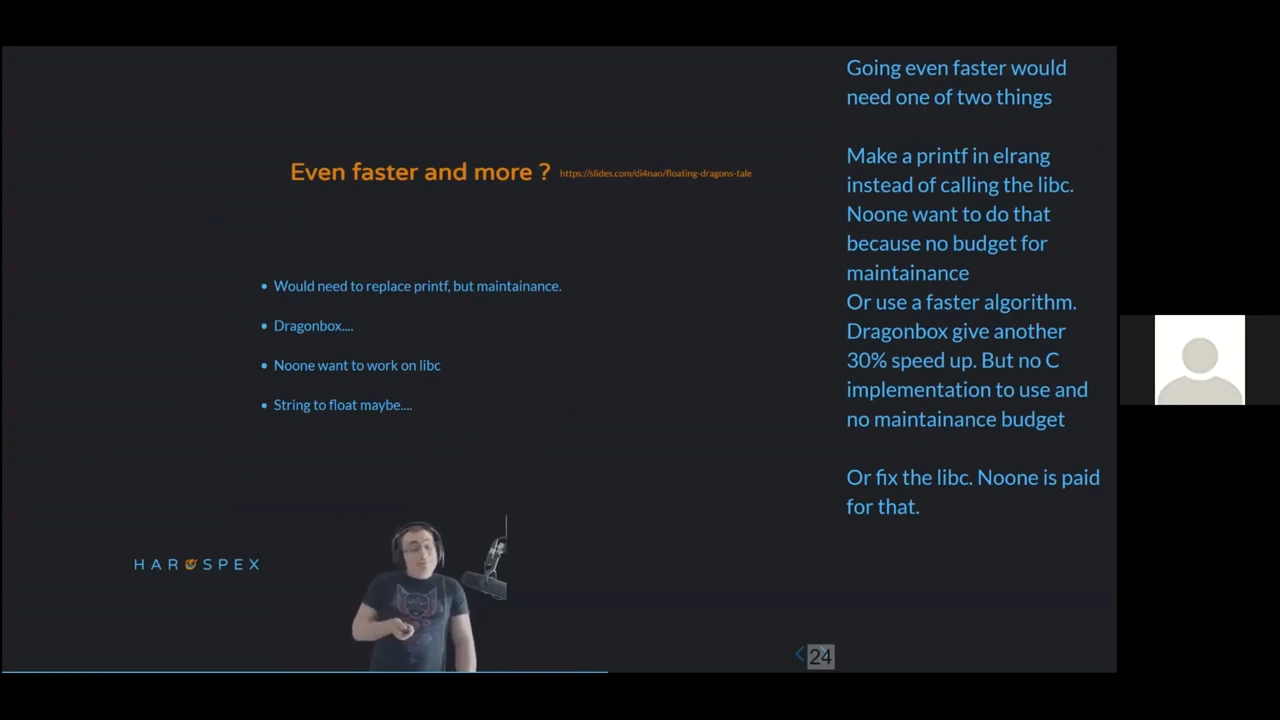 Even faster and more ? https://slides.com/di4nao/floating-dragons-tale
Would need to replace printf, but maintainance.
Dragonbox....
Noone want to work on libc
String to float maybe....
HAROSPEX
24
Going even faster would
need one of two things
Make a printf in elrang
instead of calling the libc.
Noone want to do that
because no budget for
maintainance
Or use a faster algorithm.
Dragonbox give another
30% speed up. But no C
implementation to use and
no maintainance budget
Or fix the libc. Noone is paid
for that.